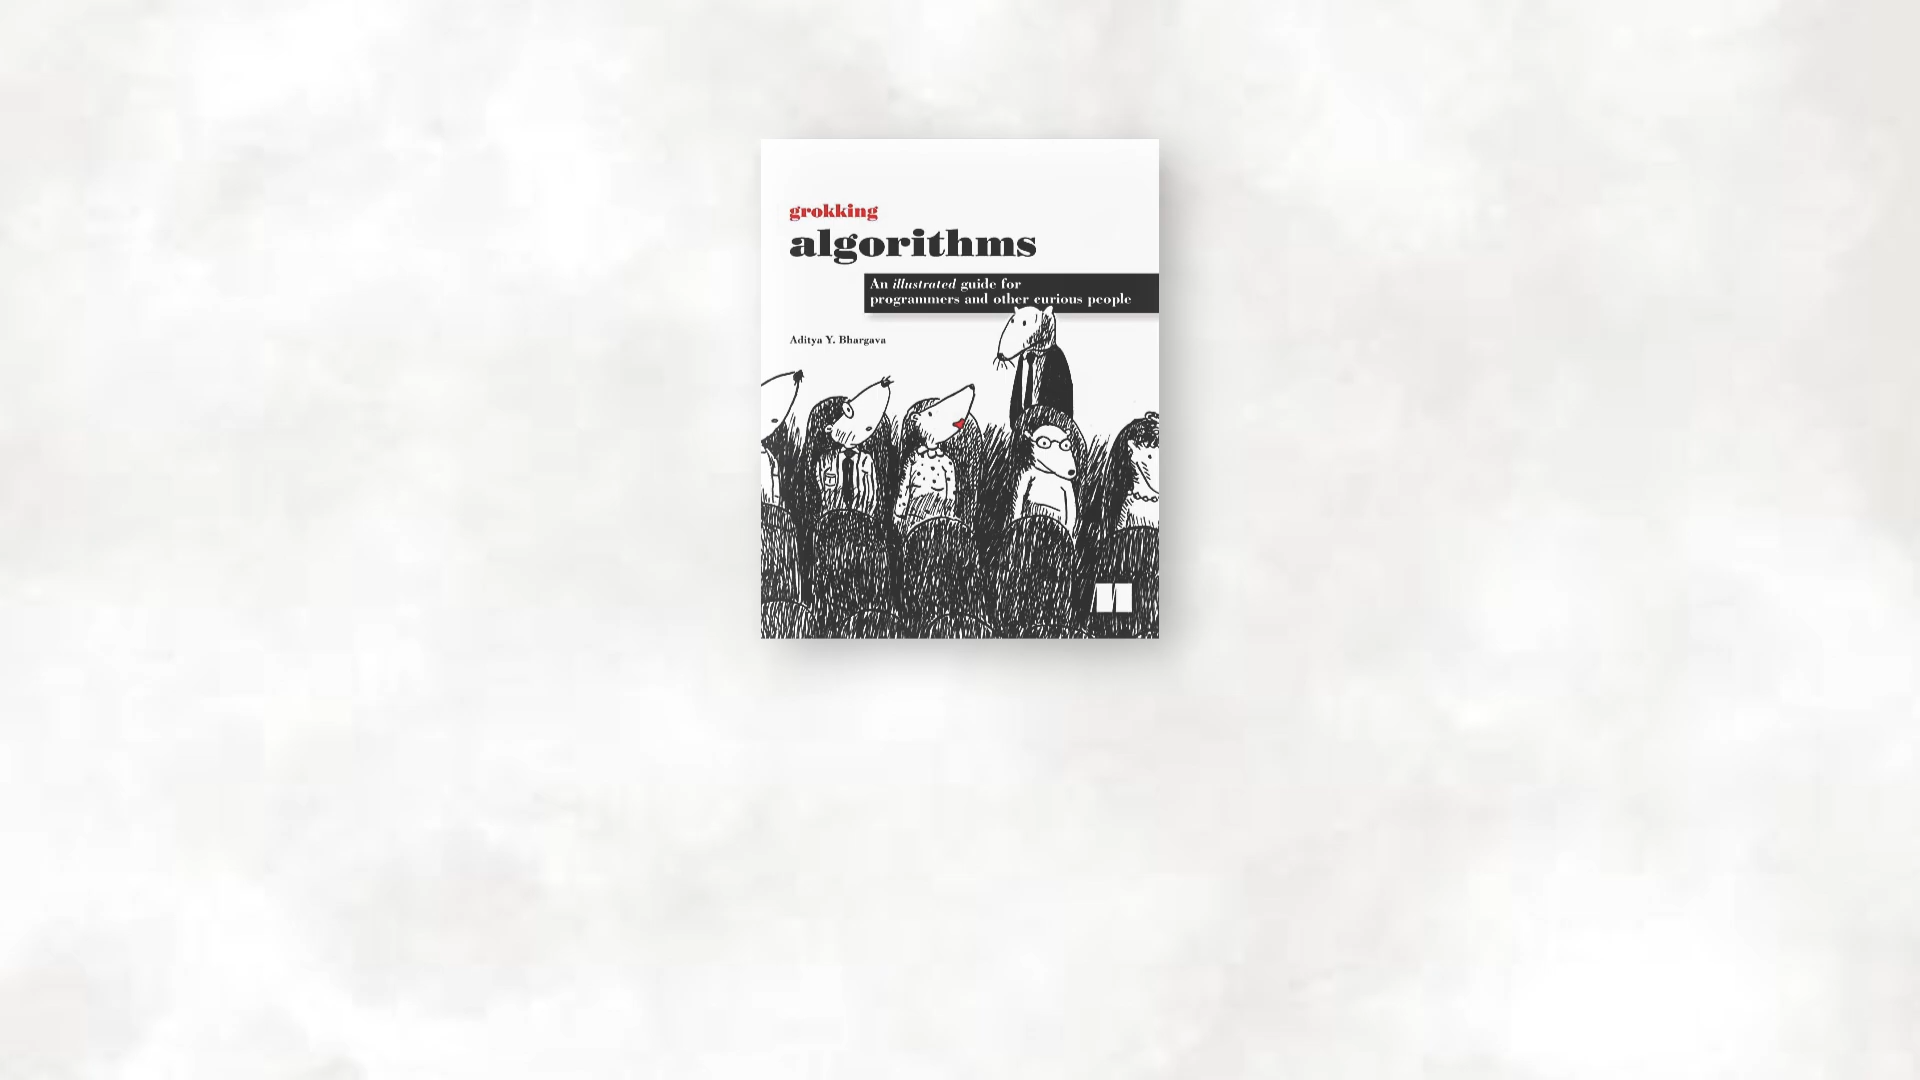 grokking
algorithms
An illustrated guide for
programmers and other curious people
Aditya Y. Bhargava